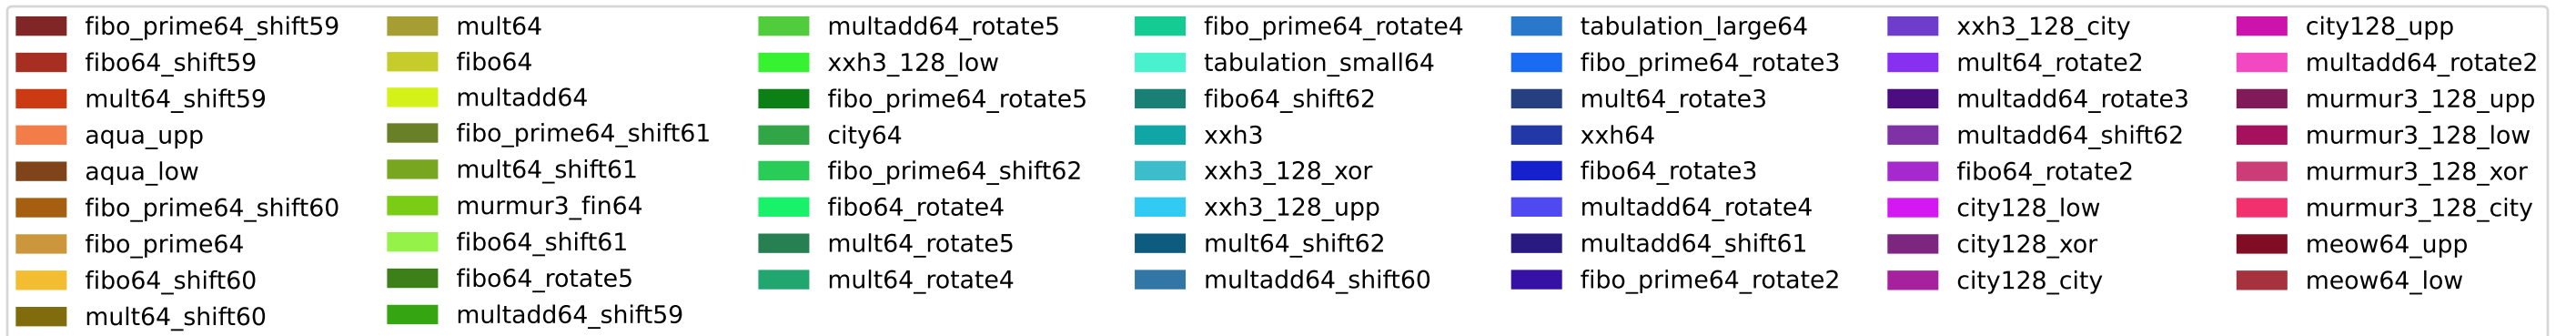 fibo_prime64_shift59
fibo64_shift59
mult64_shift59
aqua_upp
aqua_low
fibo_prime64_shift60
fibo_prime64
fibo64_shift60
mult64_shift60
mult64
fibo64
multadd64
fibo_prime64_shift61
mult64_shift61
murmur3_fin64
fibo64_shift61
fibo64_rotate5
multadd64_shift59
multadd64_rotate5
xxh3_128_low
fibo_prime64_rotate5
city64
fibo_prime64_shift62
fibo64_rotate4
mult64_rotate5
mult64_rotate4
fibo_prime64_rotate4
tabulation_small64
fibo64_shift62
xxh3
xxh3_128_xor
xxh3_128_upp
mult64_shift62
multadd64_shift60
tabulation_large64
fibo_prime64_rotate3
mult64_rotate3
xxh64
fibo64_rotate3
multadd64_rotate4
multadd64_shift61
fibo_prime64_rotate2
xxh3_128_city
mult64_rotate2
multadd64_rotate3
multadd64_shift62
fibo64_rotate2
city128_low
city128_xor
city128_city
city128_upp
multadd64_rotate2
murmur3_128_upp
murmur3_128_low
murmur3_128_xor
murmur3_128_city
meow64_upp
meow64_low